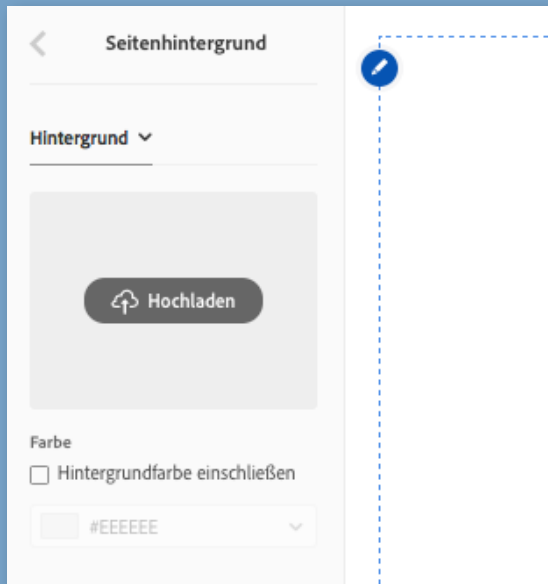 Seitenhintergrund
Hintergrund
Hochladen
Farbe
Hintergrundfarbe einschließen
#EEEEEE